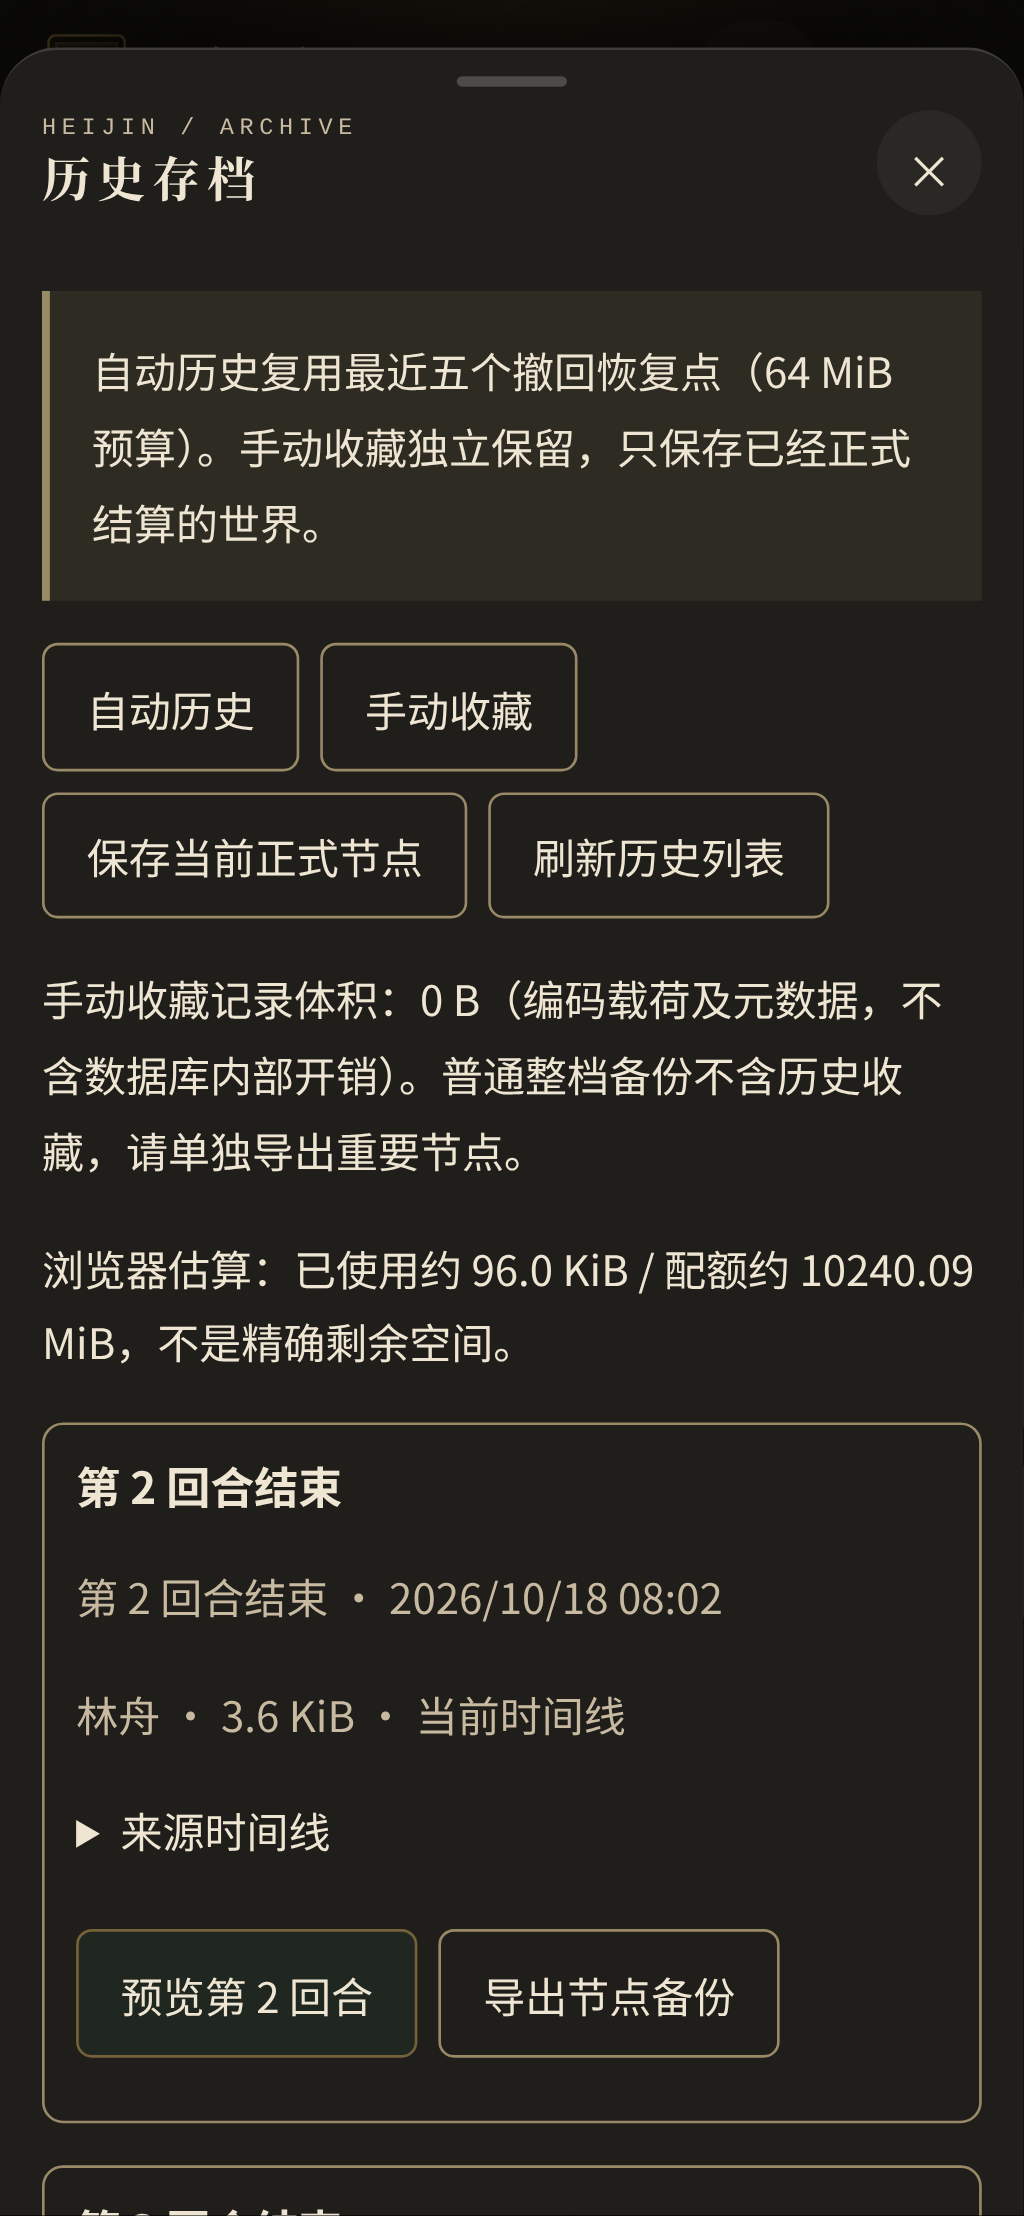 HEIJIN / ARCHIVE
历史存档
自动历史复用最近五个撤回恢复点（64 MiB
预算）。手动收藏独立保留，只保存已经正式
结算的世界。
自动历史 手动收藏
保存当前正式节点 刷新历史列表
手动收藏记录体积：0 B（编码载荷及元数据，不
含数据库内部开销）。普通整档备份不含历史收
藏，请单独导出重要节点。
浏览器估算：已使用约 96.0 KiB / 配额约 10240.09
MiB，不是精确剩余空间。
第 2 回合结束
第 2 回合结束 · 2026/10/18 08:02
林舟 · 3.6 KiB · 当前时间线
▶ 来源时间线
预览第 2 回合 导出节点备份